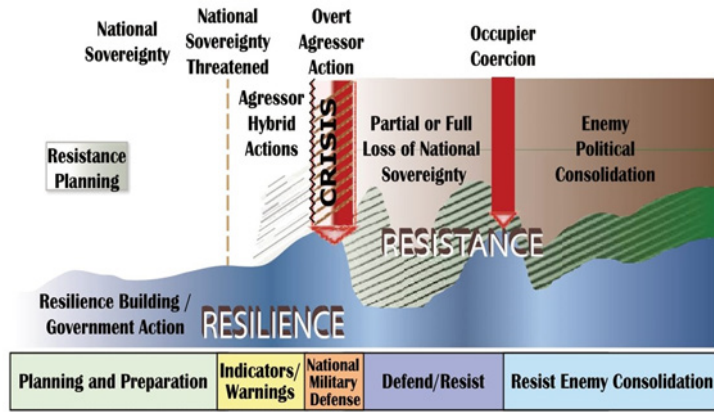 National
Sovereignty
National
Sovereignty
Threatened
Overt
Agressor
Action
Occupier
Coercion
Agressor
Hybrid
Actions
CRISIS
Partial or Full
Loss of National
Sovereignty
Enemy
Political
Consolidation
Resistance
Planning
RESISTANCE
Resilience Building /
Government Action
RESILIENCE
Planning and Preparation
Indicators/
Warnings
National
Military
Defense
Defend/Resist
Resist Enemy Consolidation